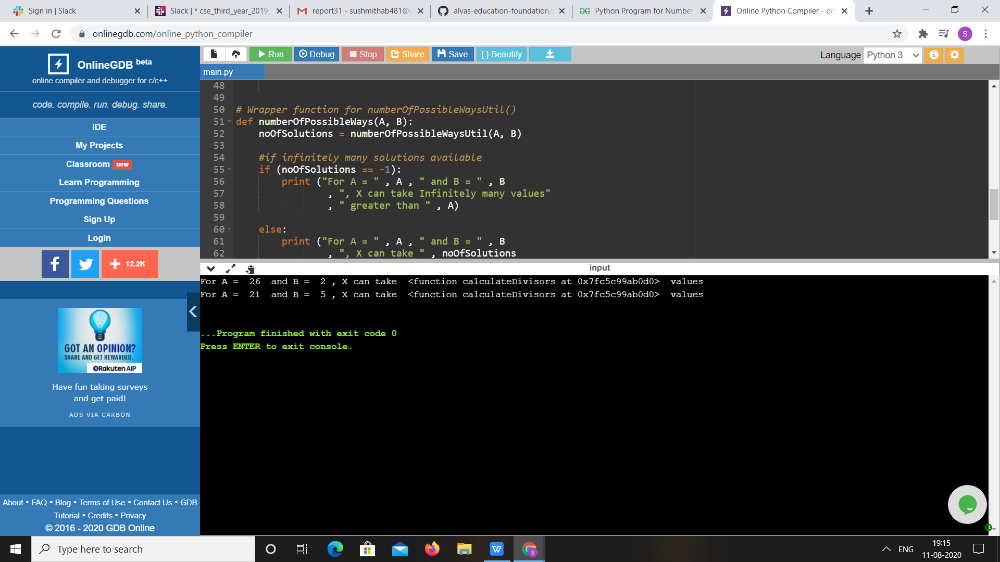 Sign in | Slack
Slack | * cse_third_year_2019_
report31 - sushmithab481@g
alvas-education-foundation/
Python Program for Number
Online Python Compiler - on
onlinegdb.com/online_python_compiler
S
OnlineGDB beta
online compiler and debugger for c/c++
code. compile. run. debug. share.
IDE
My Projects
Classroom new
Learn Programming
Programming Questions
Sign Up
Login
12.2K
GOT AN OPINION?
SHARE AND GET REWARDED.
Rakuten AIP
Have fun taking surveys
and get paid!
ADS VIA CARBON
About • FAQ • Blog • Terms of Use • Contact Us • GDB
Tutorial • Credits • Privacy
© 2016 - 2020 GDB Online
Run Debug Stop Share Save { } Beautify
Language Python 3
main.py
48
49
50 # Wrapper function for numberOfPossibleWaysUtil()
51 def numberOfPossibleWays(A, B):
52 noOfSolutions = numberOfPossibleWaysUtil(A, B)
53
54 #if infinitely many solutions available
55 if (noOfSolutions == -1):
56 print ("For A = " , A , " and B = " , B
57 , ", X can take Infinitely many values"
58 , " greater than " , A)
59
60 else:
61 print ("For A = " , A , " and B = " , B
62 , ", X can take " , noOfSolutions
input
For A =  26  and B =  2 , X can take  <function calculateDivisors at 0x7fc5c99ab0d0>  values
For A =  21  and B =  5 , X can take  <function calculateDivisors at 0x7fc5c99ab0d0>  values
...Program finished with exit code 0
Press ENTER to exit console.
Type here to search
W
S
ENG
19:15
11-08-2020